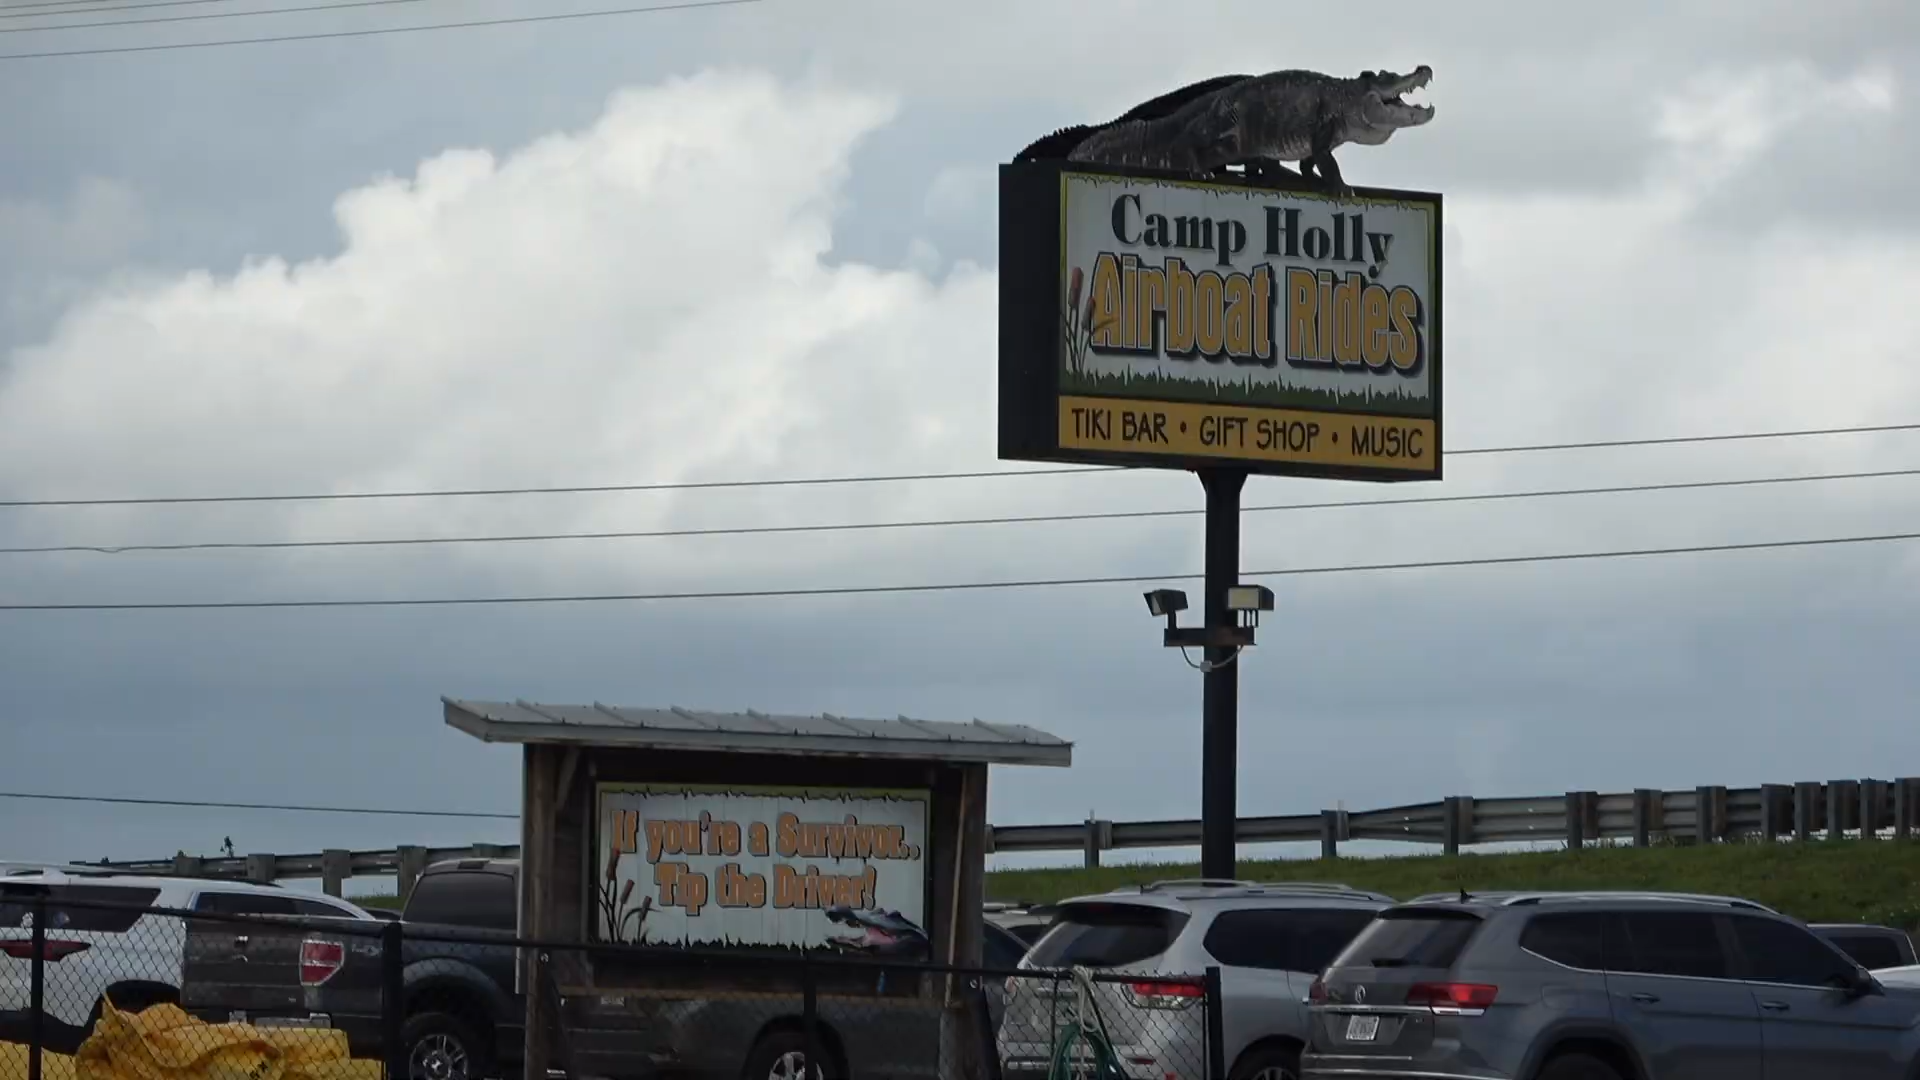 Camp Holly
Airboat Rides
TIKI BAR • GIFT SHOP • MUSIC
If you're a Survivor..
Tip the Driver!